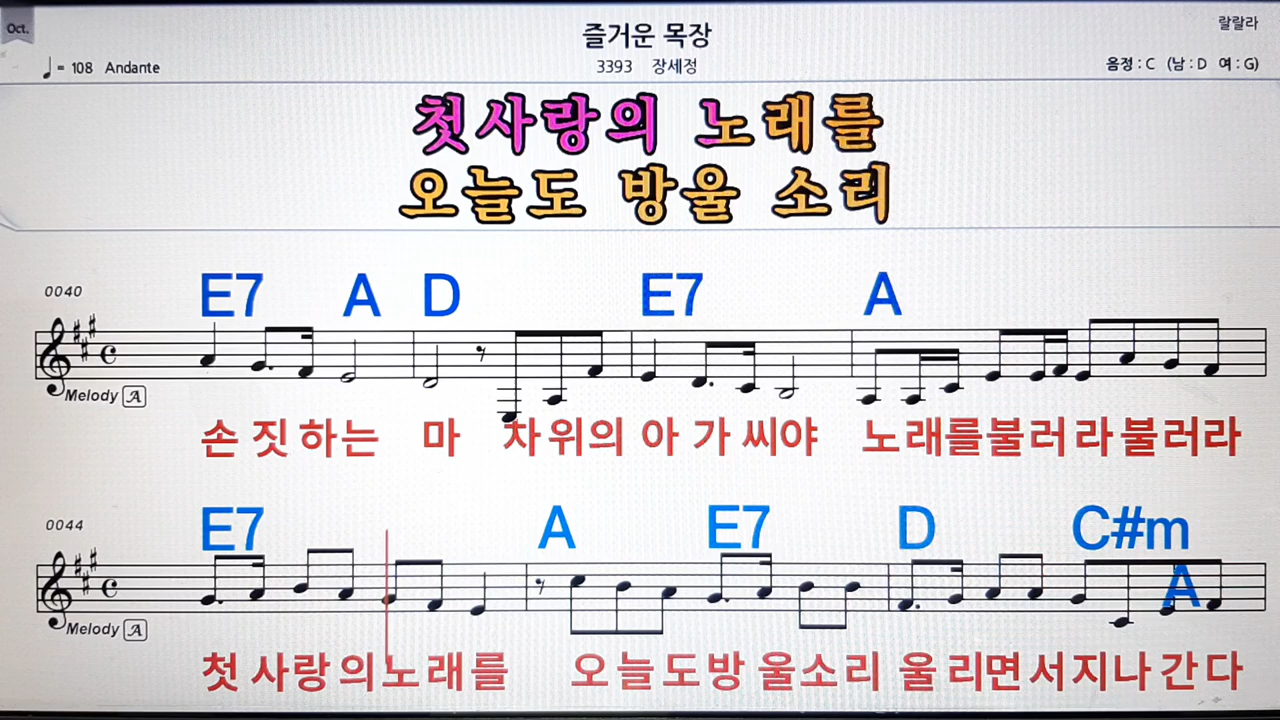 Oct.
즐거운 목장
랄랄라
♩= 108 Andante
3393 장세정
음정 : C (남 : D 여 : G)
첫사랑의 노래를
오늘도 방울 소리
0040
E7 A D E7 A
Melody A
손짓하는 마 차위의 아가씨야 노래를불러라불러라
0044
E7 A E7 D C#m A
Melody A
첫사랑의노래를 오늘도방울소리 울리면서지나간다